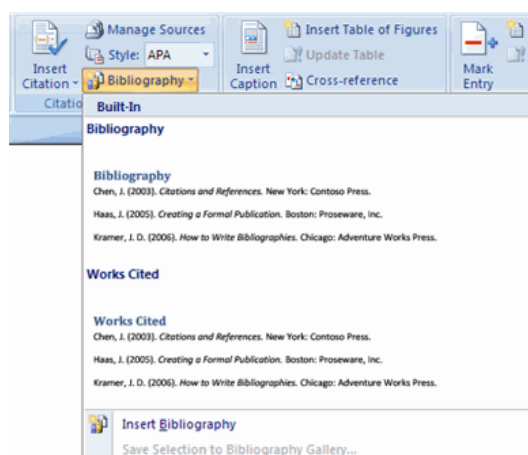 Manage Sources
Style: APA
Bibliography
Insert
Citation
Citatio
Insert Table of Figures
Update Table
Cross-reference
Insert
Caption
Mark
Entry
Built-In
Bibliography
Bibliography
Chen, J. (2003). Citations and References. New York: Contoso Press.
Haas, J. (2005). Creating a Formal Publication. Boston: Proseware, Inc.
Kramer, J. D. (2006). How to Write Bibliographies. Chicago: Adventure Works Press.
Works Cited
Works Cited
Chen, J. (2003). Citations and References. New York: Contoso Press.
Haas, J. (2005). Creating a Formal Publication. Boston: Proseware, Inc.
Kramer, J. D. (2006). How to Write Bibliographies. Chicago: Adventure Works Press.
Insert Bibliography
Save Selection to Bibliography Gallery...